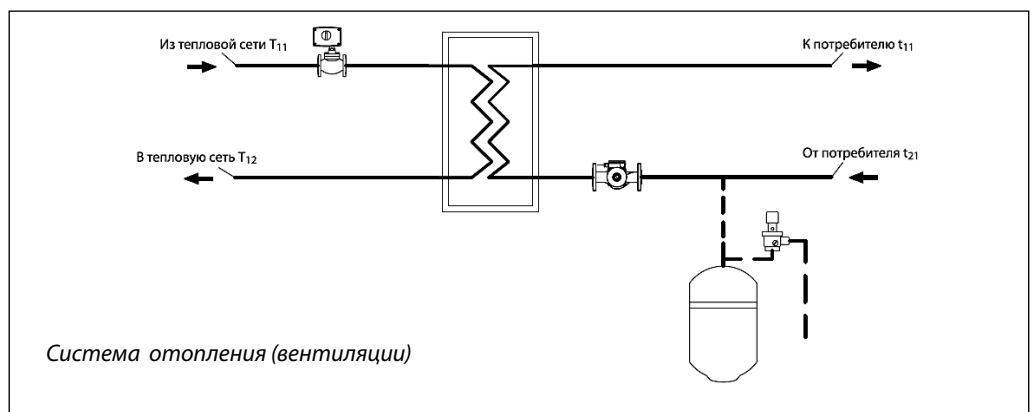 Из тепловой сети T₁₁
К потребителю t₁₁
В тепловую сеть T₁₂
От потребителя t₂₁
Система отопления (вентиляции)